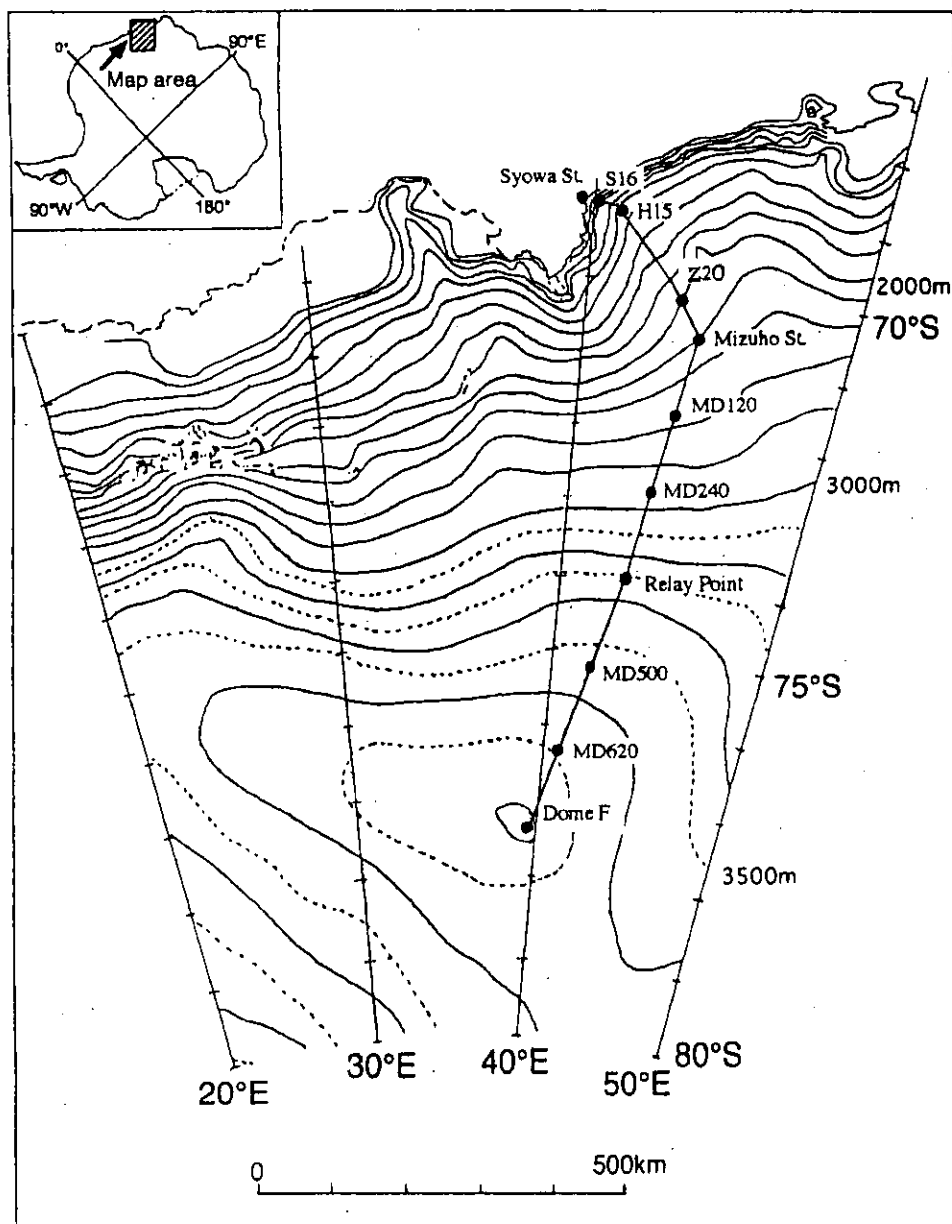 0°
90°E
Map area
90°W
180°
Syowa St.
S16
H15
Z20
2000m
70°S
Mizuho St.
MD120
MD240
3000m
Relay Point
75°S
MD500
MD620
Dome F
3500m
80°S
50°E
40°E
30°E
20°E
0
500km